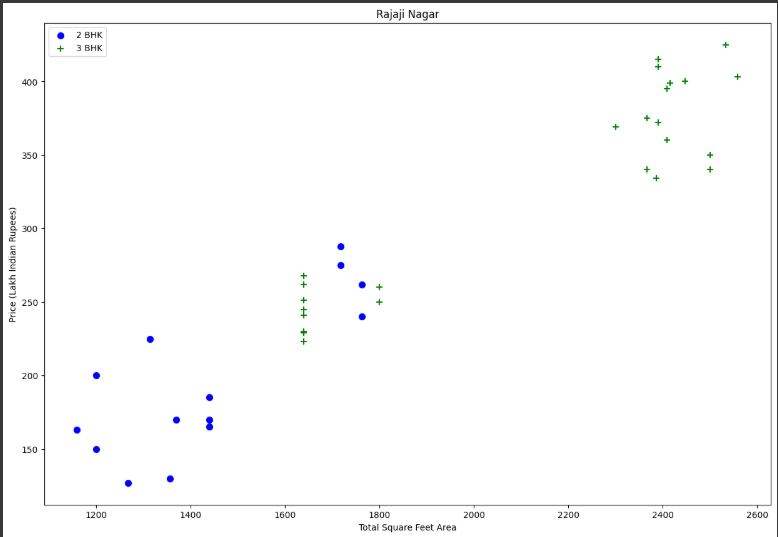 Rajaji Nagar
2 BHK
3 BHK
Price (Lakh Indian Rupees)
400
350
300
250
200
150
1200 1400 1600 1800 2000 2200 2400 2600
Total Square Feet Area